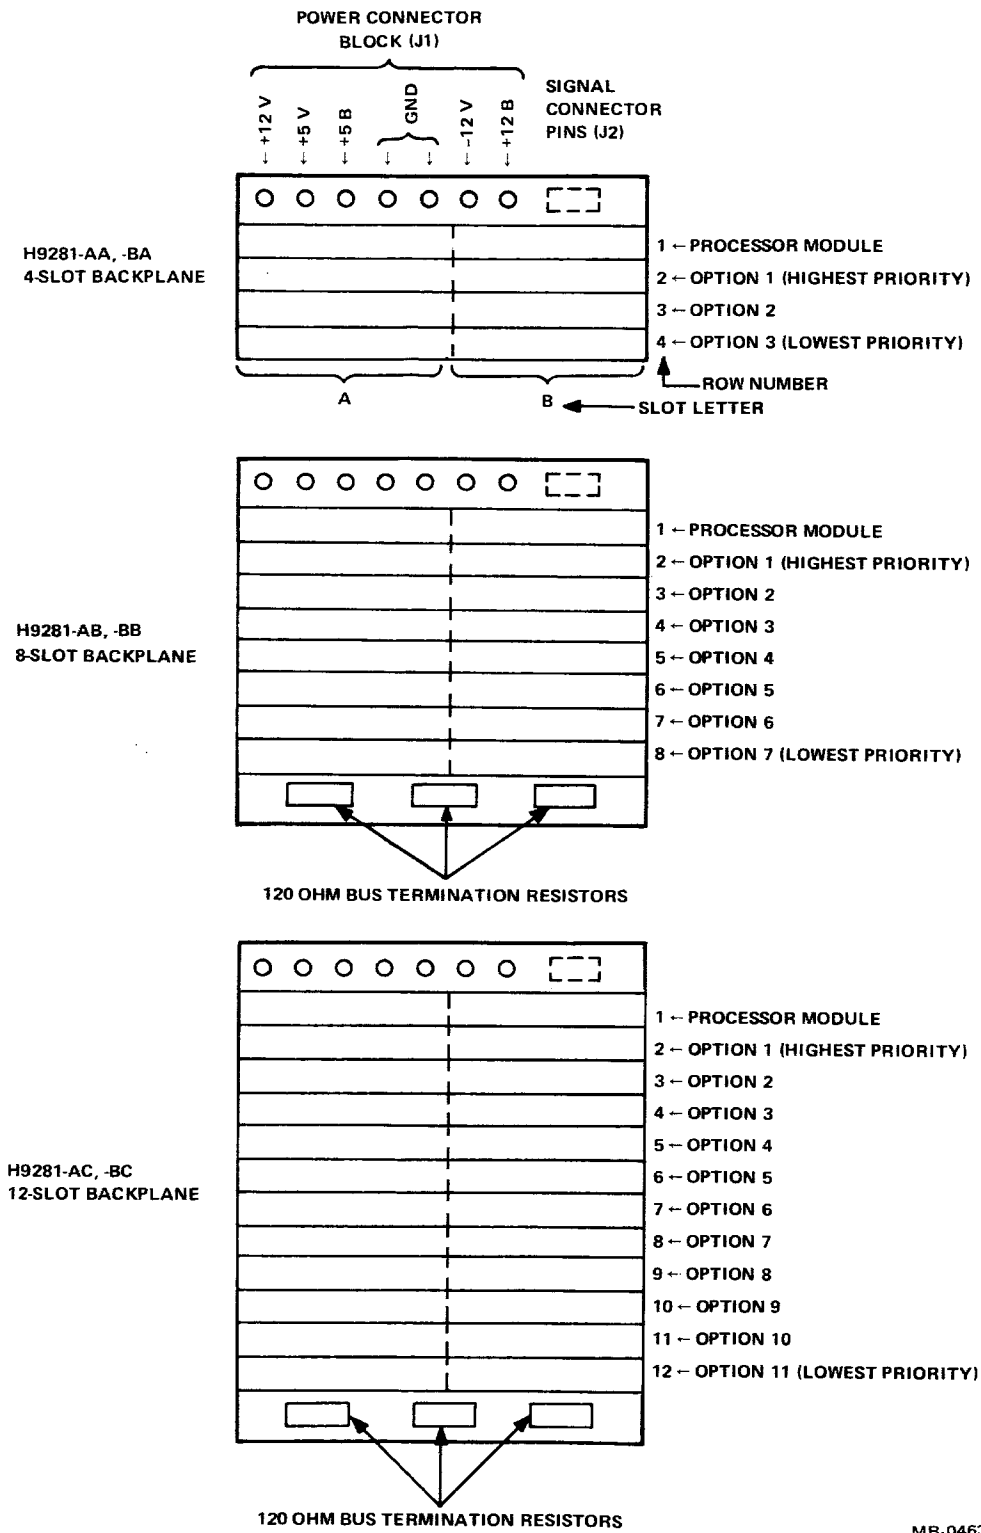 POWER CONNECTOR
BLOCK (J1)
← +12 V
← +5 V
← +5 B
GND
← -12 V
← +12 B
SIGNAL
CONNECTOR
PINS (J2)
H9281-AA, -BA
4-SLOT BACKPLANE
1 ← PROCESSOR MODULE
2 ← OPTION 1 (HIGHEST PRIORITY)
3 ← OPTION 2
4 ← OPTION 3 (LOWEST PRIORITY)
ROW NUMBER
A
B
SLOT LETTER
H9281-AB, -BB
8-SLOT BACKPLANE
1 ← PROCESSOR MODULE
2 ← OPTION 1 (HIGHEST PRIORITY)
3 ← OPTION 2
4 ← OPTION 3
5 ← OPTION 4
6 ← OPTION 5
7 ← OPTION 6
8 ← OPTION 7 (LOWEST PRIORITY)
120 OHM BUS TERMINATION RESISTORS
H9281-AC, -BC
12-SLOT BACKPLANE
1 ← PROCESSOR MODULE
2 ← OPTION 1 (HIGHEST PRIORITY)
3 ← OPTION 2
4 ← OPTION 3
5 ← OPTION 4
6 ← OPTION 5
7 ← OPTION 6
8 ← OPTION 7
9 ← OPTION 8
10 ← OPTION 9
11 ← OPTION 10
12 ← OPTION 11 (LOWEST PRIORITY)
120 OHM BUS TERMINATION RESISTORS